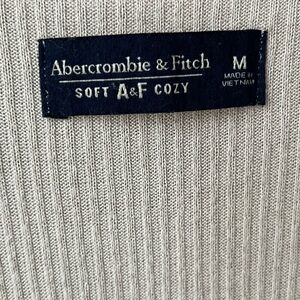 Abercrombie & Fitch M
SOFT A&F COZY
MADE IN
VIETNAM